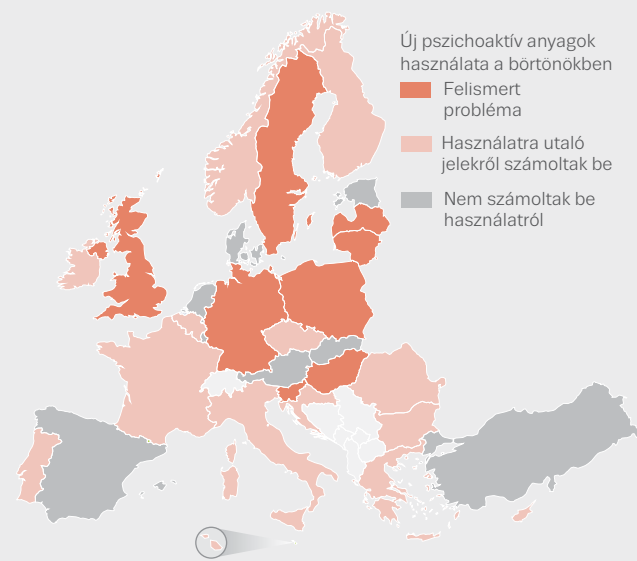 Új pszichoaktív anyagok
használata a börtönökben
Felismert
probléma
Használatra utaló
jelekről számoltak be
Nem számoltak be
használatról